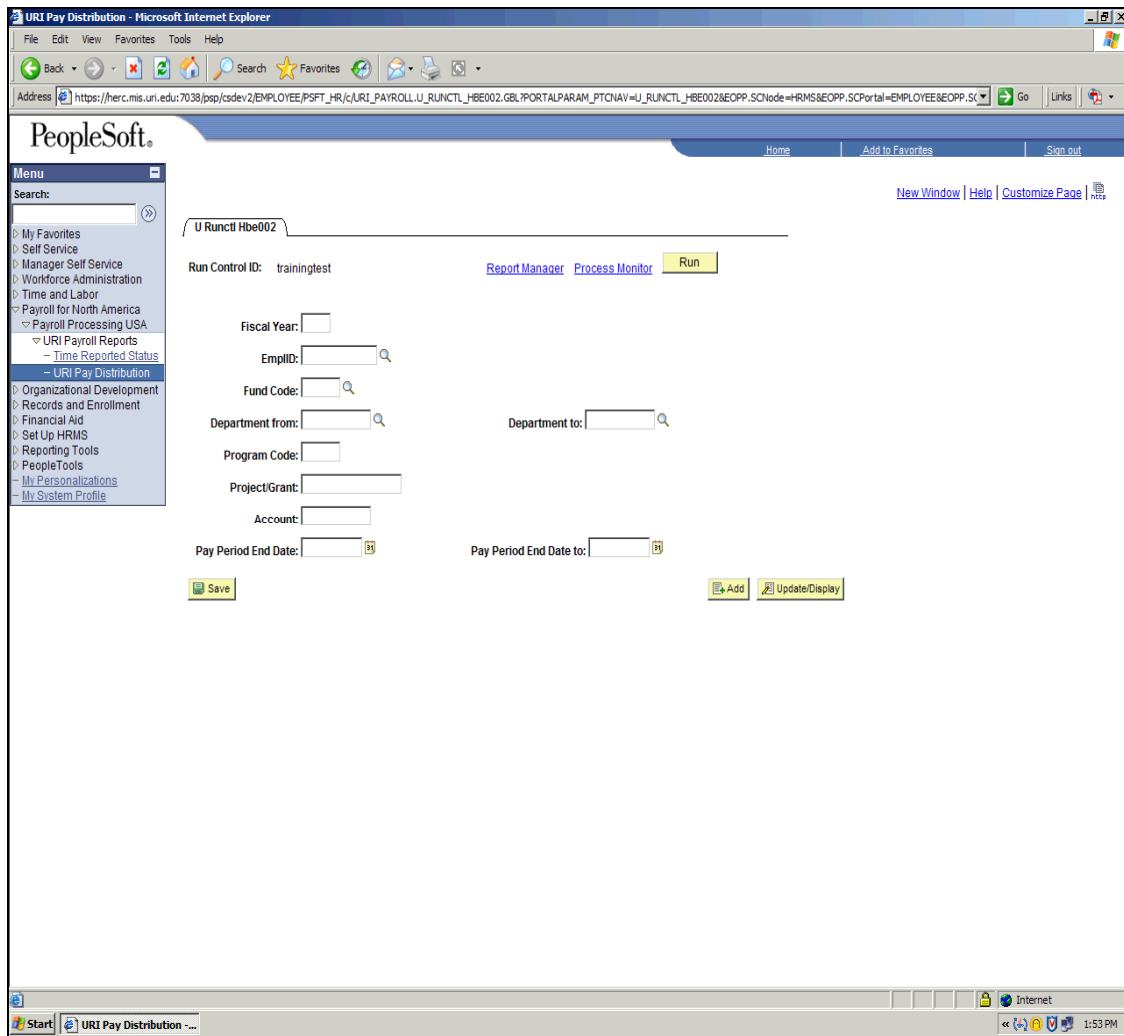 URI Pay Distribution - Microsoft Internet Explorer
File Edit View Favorites Tools Help
Back Search Favorites
Address https://herc.mis.uri.edu:7038/psp/csdev2/EMPLOYEE/PSFT_HR/c/URI_PAYROLL.U_RUNCTL_HBE002.GBL?PORTALPARAM_PTCNAV=U_RUNCTL_HBE002&EOPP.SCNode=HRMS&EOPP.SCPortal=EMPLOYEE&EOPP.SC Go Links
PeopleSoft.
Home Add to Favorites Sign out
Menu
Search:
My Favorites
Self Service
Manager Self Service
Workforce Administration
Time and Labor
Payroll for North America
Payroll Processing USA
URI Payroll Reports
– Time Reported Status
– URI Pay Distribution
Organizational Development
Records and Enrollment
Financial Aid
Set Up HRMS
Reporting Tools
PeopleTools
– My Personalizations
– My System Profile
New Window | Help | Customize Page | http
U Runctl Hbe002
Run Control ID: trainingtest Report Manager Process Monitor Run
Fiscal Year:
EmplID:
Fund Code:
Department from: Department to:
Program Code:
Project/Grant:
Account:
Pay Period End Date: 31 Pay Period End Date to: 31
Save Add Update/Display
Internet
Start URI Pay Distribution -... « 1:53 PM